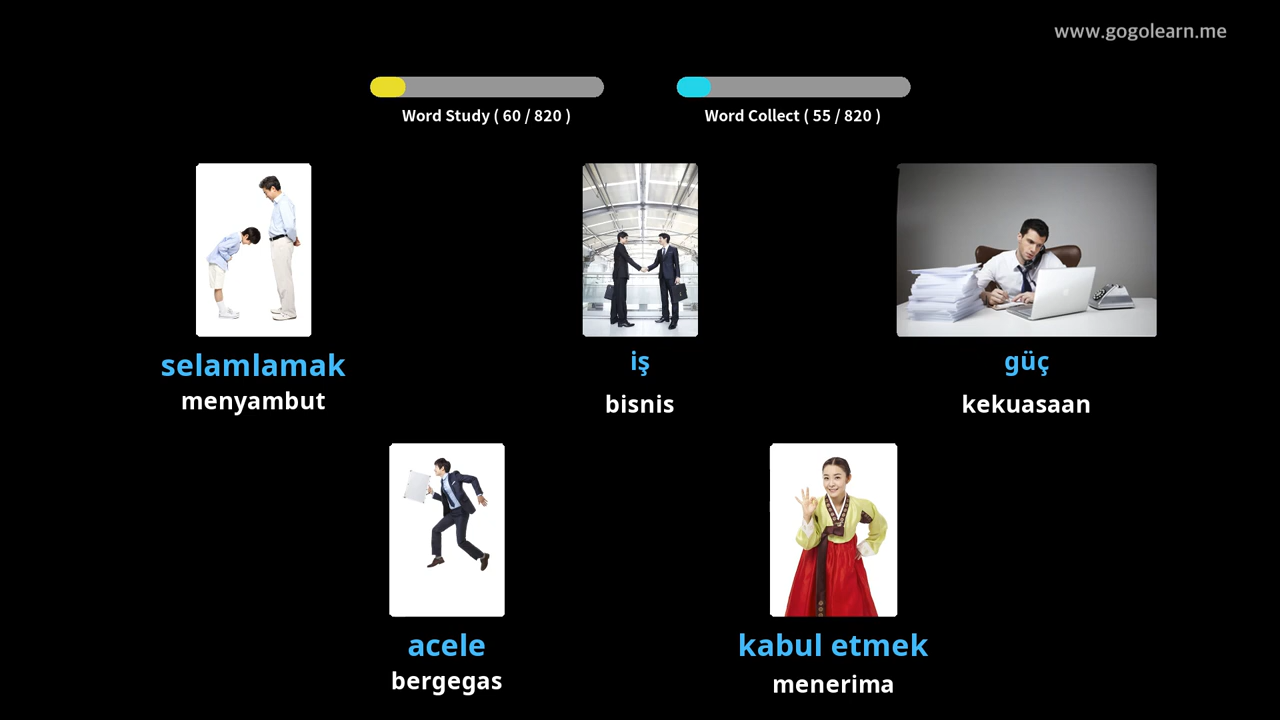 www.gogolearn.me
Word Study ( 60 / 820 )
Word Collect ( 55 / 820 )
selamlamak
menyambut
iş
bisnis
güç
kekuasaan
acele
bergegas
kabul etmek
menerima